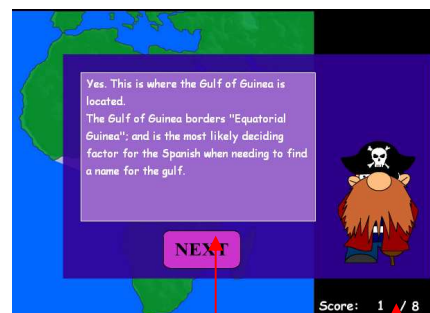 Yes. This is where the Gulf of Guinea is
located.
The Gulf of Guinea borders "Equatorial
Guinea"; and is the most likely deciding
factor for the Spanish when needing to find
a name for the gulf.
NEXT
Score: 1 / 8